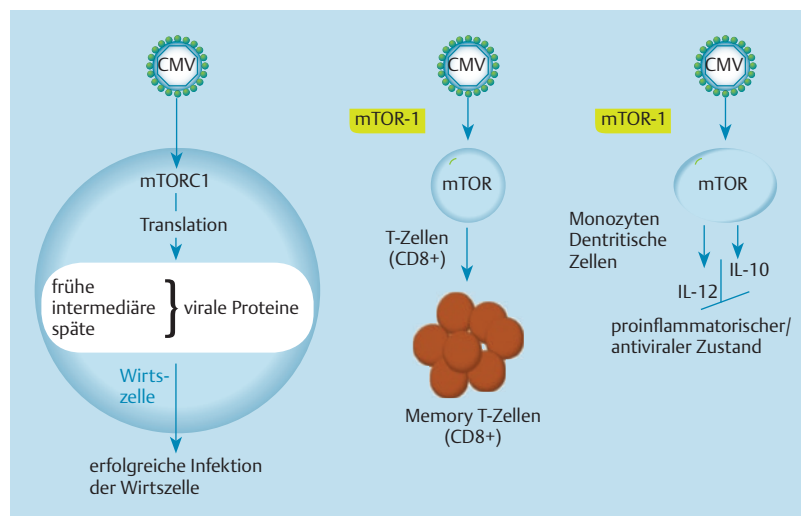 CMV
mTORC1
Translation
frühe
intermediäre
späte
} virale Proteine
Wirts-
zelle
erfolgreiche Infektion
der Wirtszelle
CMV
mTOR-1
mTOR
T-Zellen
(CD8+)
Memory T-Zellen
(CD8+)
CMV
mTOR-1
mTOR
Monozyten
Dentritische
Zellen
IL-12
IL-10
proinflammatorischer/
antiviraler Zustand